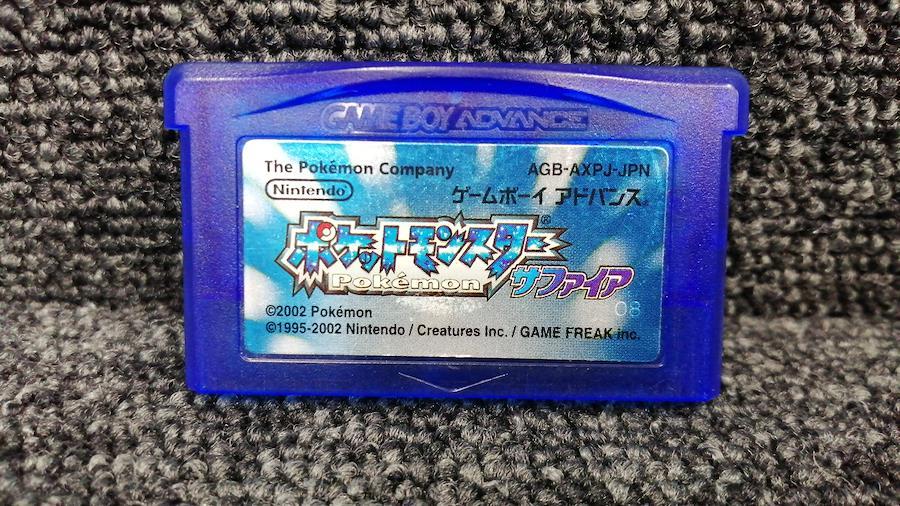 GAME BOY ADVANCE
The Pokémon Company AGB-AXPJ-JPN
Nintendo® ゲームボーイ アドバンス®
ポケットモンスター®
Pokémon サファイア
08
©2002 Pokémon
©1995-2002 Nintendo / Creatures Inc. / GAME FREAK inc.